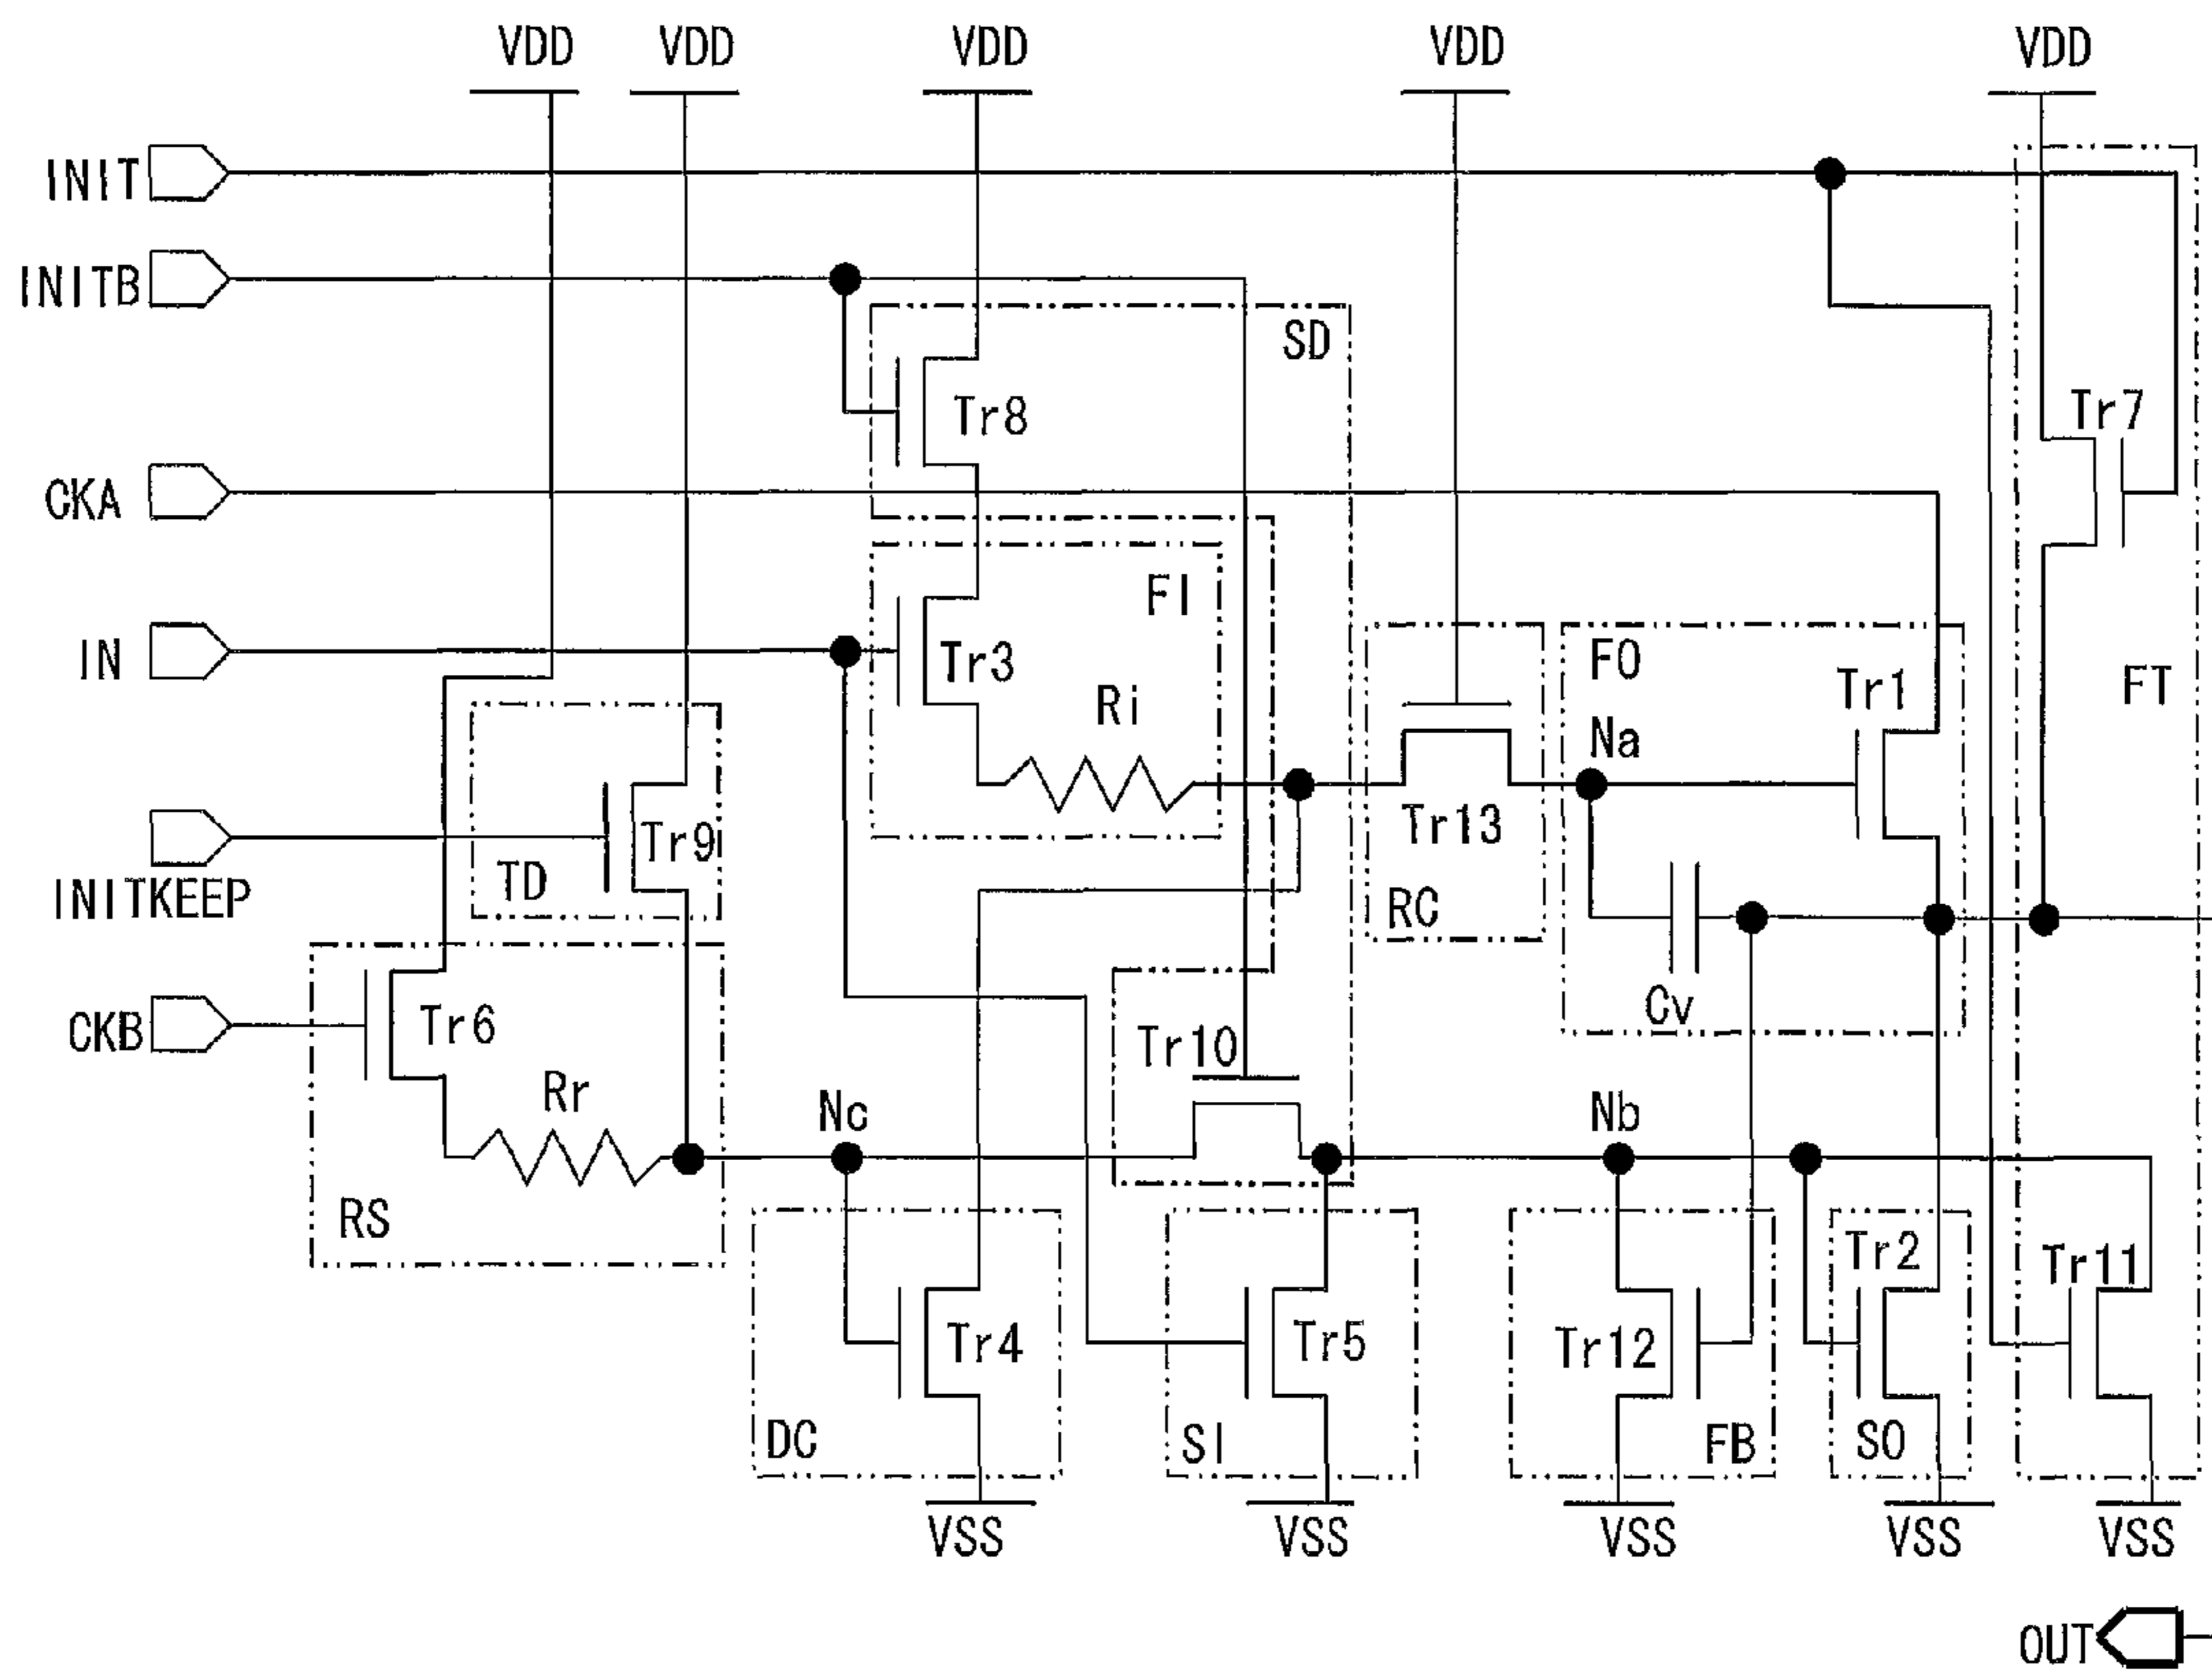 VDD VDD VDD VDD VDD
INIT
INITB
SD
Tr8
Tr7
CKA
FI
IN
Tr3
FO
Tr1
FT
Ri
Na
Tr9
Tr13
TD
INITKEEP
RC
Cv
CKB
Tr6
Tr10
Rr
Nc
Nb
RS
Tr2
Tr11
Tr4
Tr5
Tr12
DC
SI
FB
SO
VSS VSS VSS VSS VSS
OUT